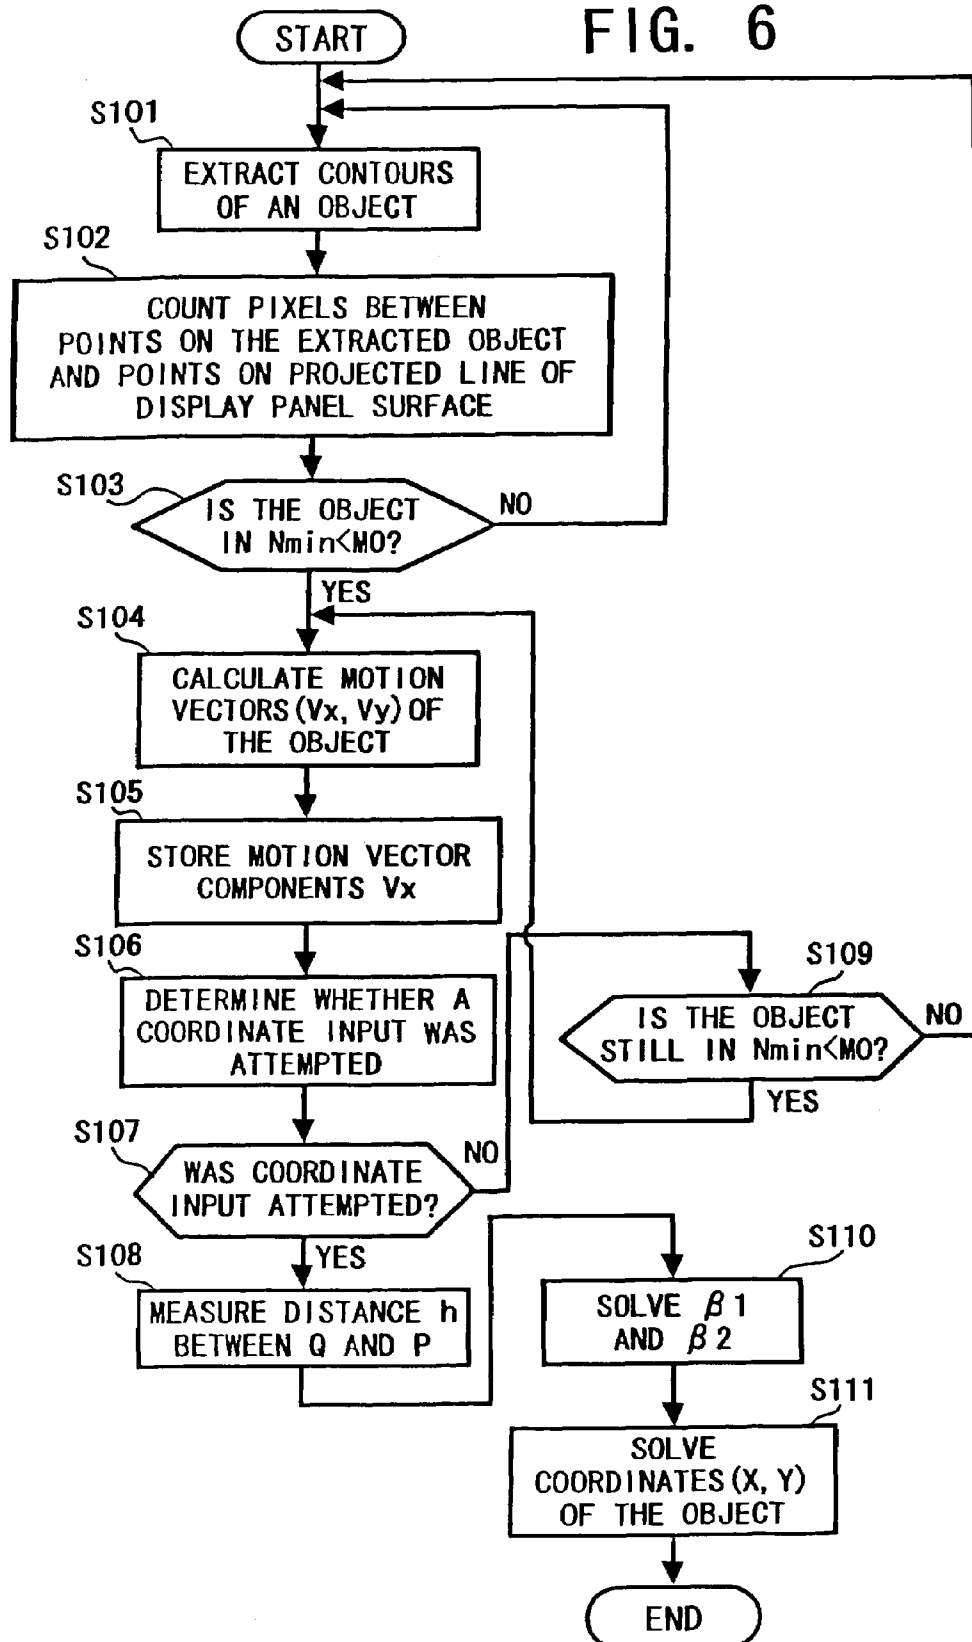 FIG. 6
START
S101
EXTRACT CONTOURS
OF AN OBJECT
S102
COUNT PIXELS BETWEEN
POINTS ON THE EXTRACTED OBJECT
AND POINTS ON PROJECTED LINE OF
DISPLAY PANEL SURFACE
S103
IS THE OBJECT
IN Nmin<M0?
NO
YES
S104
CALCULATE MOTION
VECTORS(Vx, Vy)OF
THE OBJECT
S105
STORE MOTION VECTOR
COMPONENTS Vx
S106
DETERMINE WHETHER A
COORDINATE INPUT WAS
ATTEMPTED
S107
WAS COORDINATE
INPUT ATTEMPTED?
NO
YES
S109
IS THE OBJECT
STILL IN Nmin<M0?
NO
YES
S108
MEASURE DISTANCE h
BETWEEN Q AND P
S110
SOLVE β1
AND β2
S111
SOLVE
COORDINATES(X, Y)
OF THE OBJECT
END